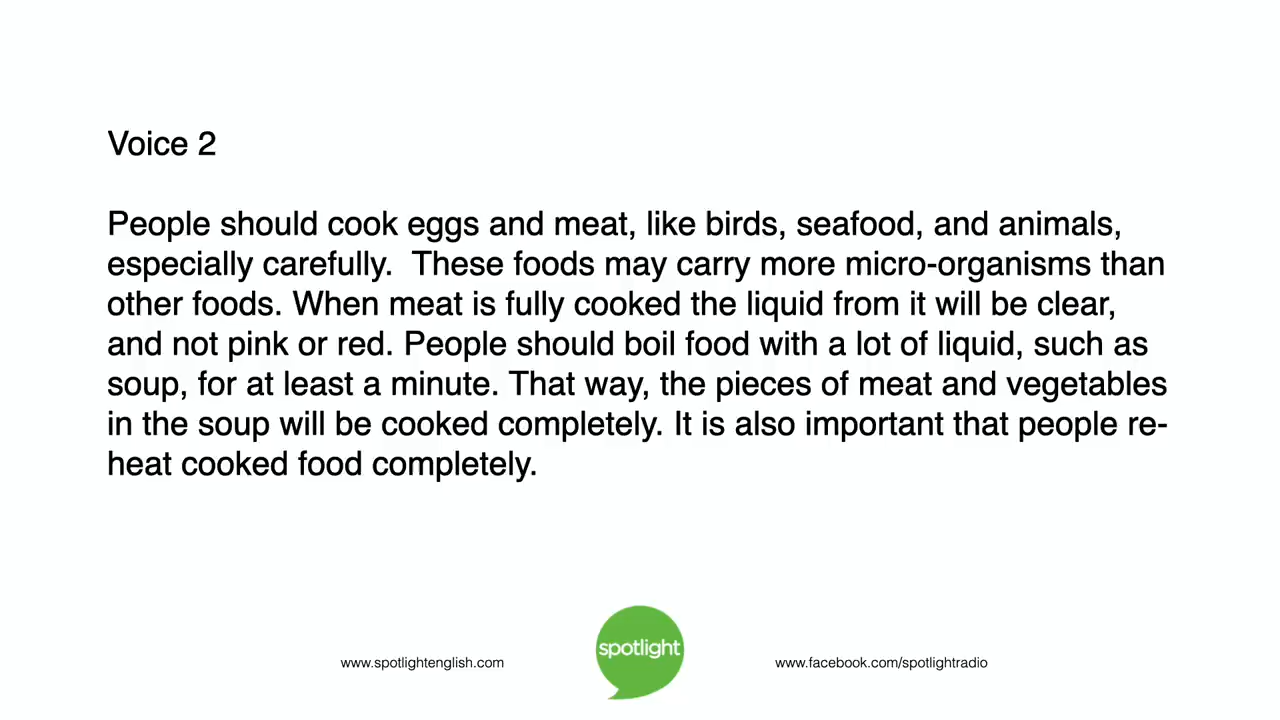 Voice 2
People should cook eggs and meat, like birds, seafood, and animals,
especially carefully.  These foods may carry more micro-organisms than
other foods. When meat is fully cooked the liquid from it will be clear,
and not pink or red. People should boil food with a lot of liquid, such as
soup, for at least a minute. That way, the pieces of meat and vegetables
in the soup will be cooked completely. It is also important that people re-
heat cooked food completely.
www.spotlightenglish.com
spotlight
www.facebook.com/spotlightradio